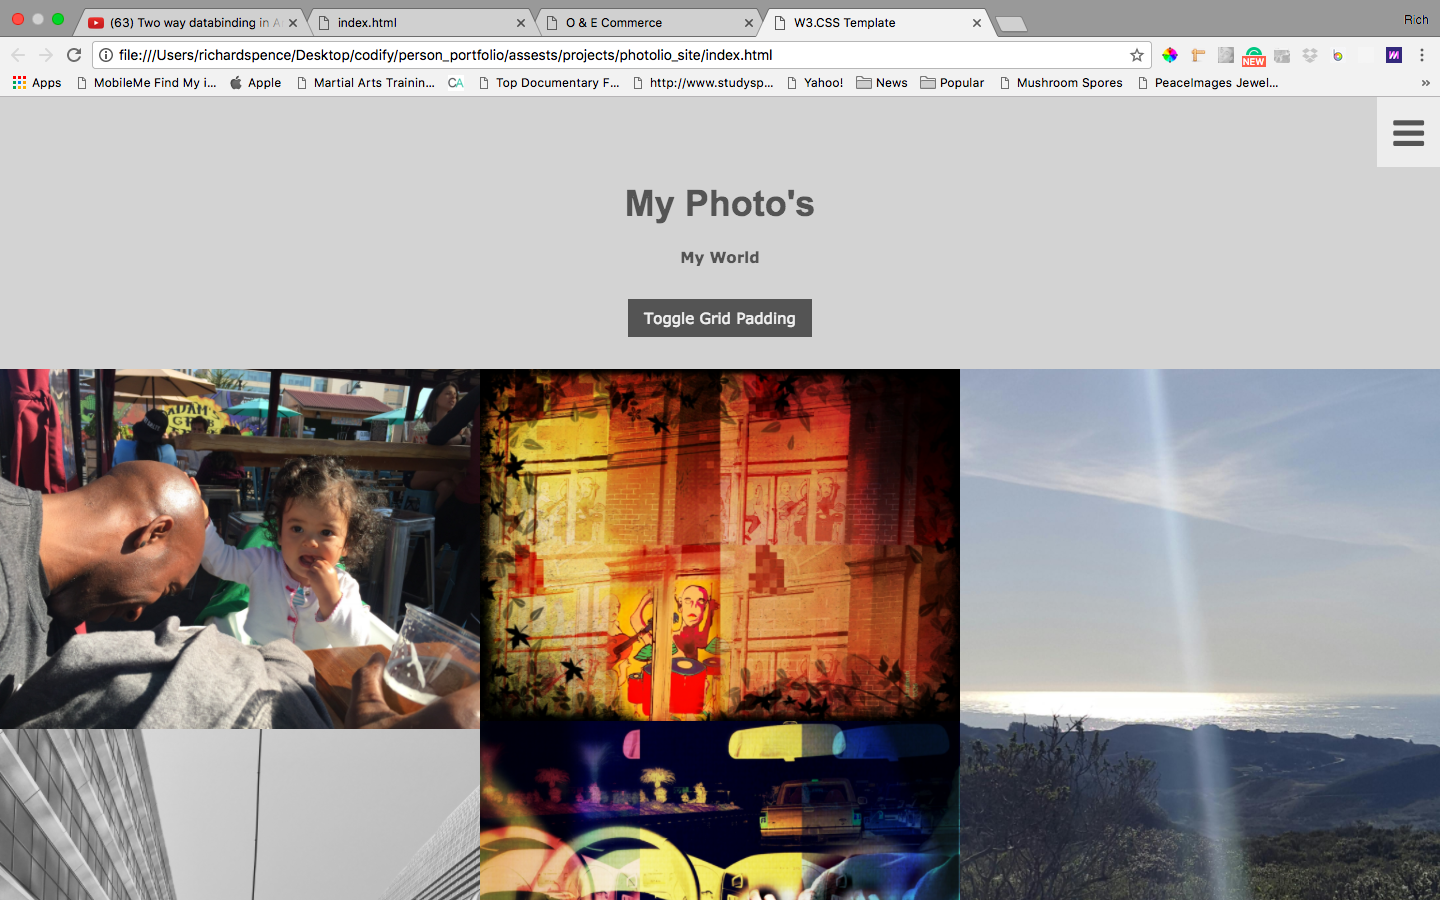 (63) Two way databinding in A
index.html
O & E Commerce
W3.CSS Template
Rich
file:///Users/richardspence/Desktop/codify/person_portfolio/assests/projects/photolio_site/index.html
NEW
Apps
MobileMe Find My i...
Apple
Martial Arts Trainin...
CA
Top Documentary F...
http://www.studysp...
Yahoo!
News
Popular
Mushroom Spores
PeaceImages Jewel...
»
My Photo's
My World
Toggle Grid Padding